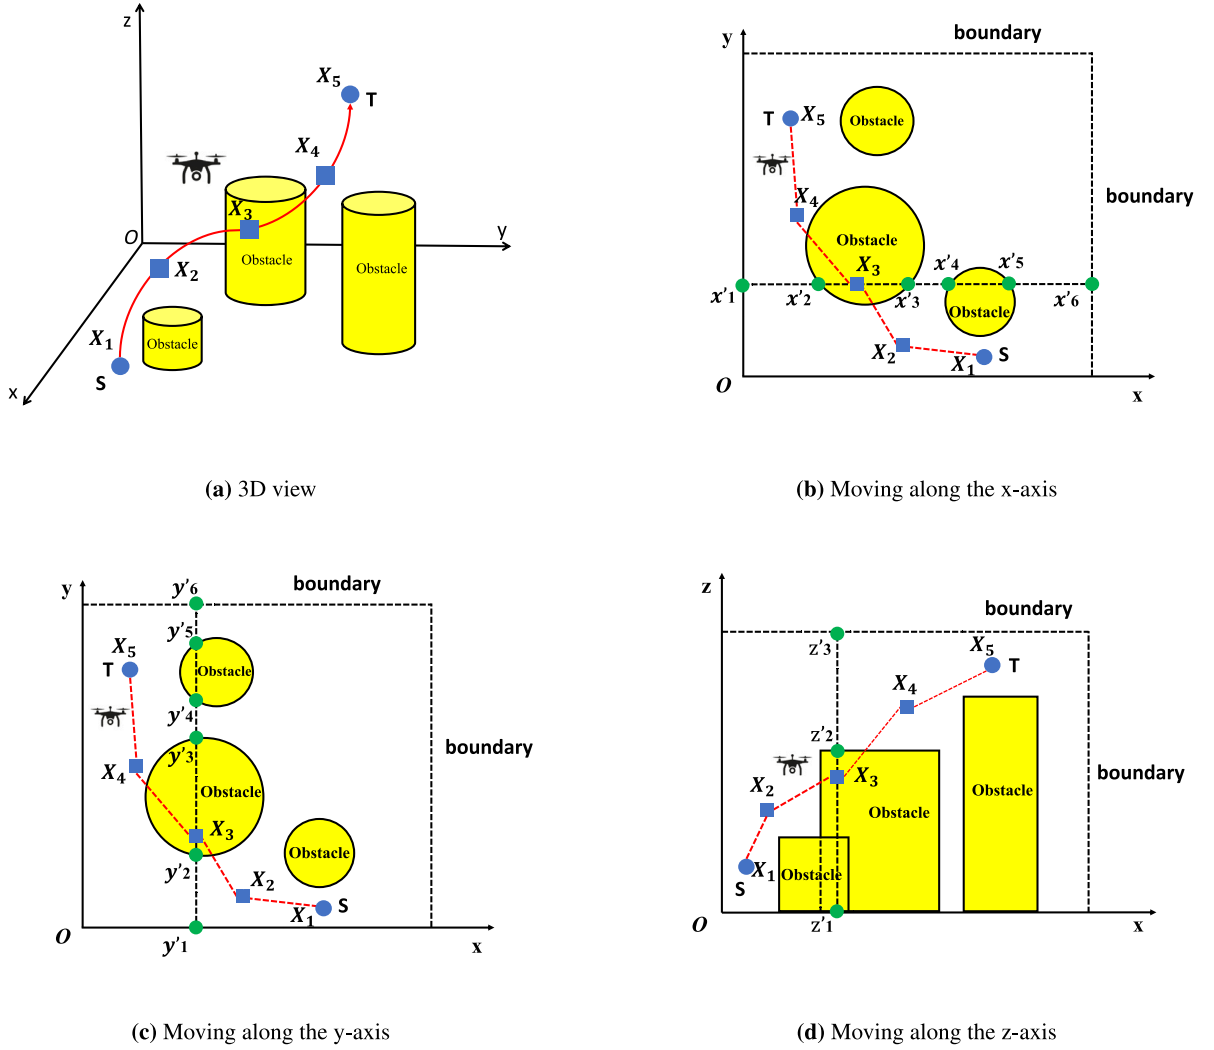 z
X₅
T
X₄
X₃
O
y
Obstacle
Obstacle
X₂
X₁
Obstacle
S
x
(a) 3D view
boundary
y
T X₅
Obstacle
X₄
boundary
Obstacle
X₃
x'₄ x'₅
x'₁ x'₂ x'₃ x'₆
Obstacle
X₂
X₁ S
O
x
(b) Moving along the x-axis
boundary
y
y'₆
y'₅
X₅
T
Obstacle
y'₄
boundary
y'₃
X₄
Obstacle
X₃
Obstacle
y'₂
X₂
X₁ S
O
y'₁
x
(c) Moving along the y-axis
z
boundary
z'₃
X₅
T
X₄
z'₂
X₃
boundary
X₂
Obstacle
Obstacle
X₁
Obstacle
S
O
z'₁
x
(d) Moving along the z-axis